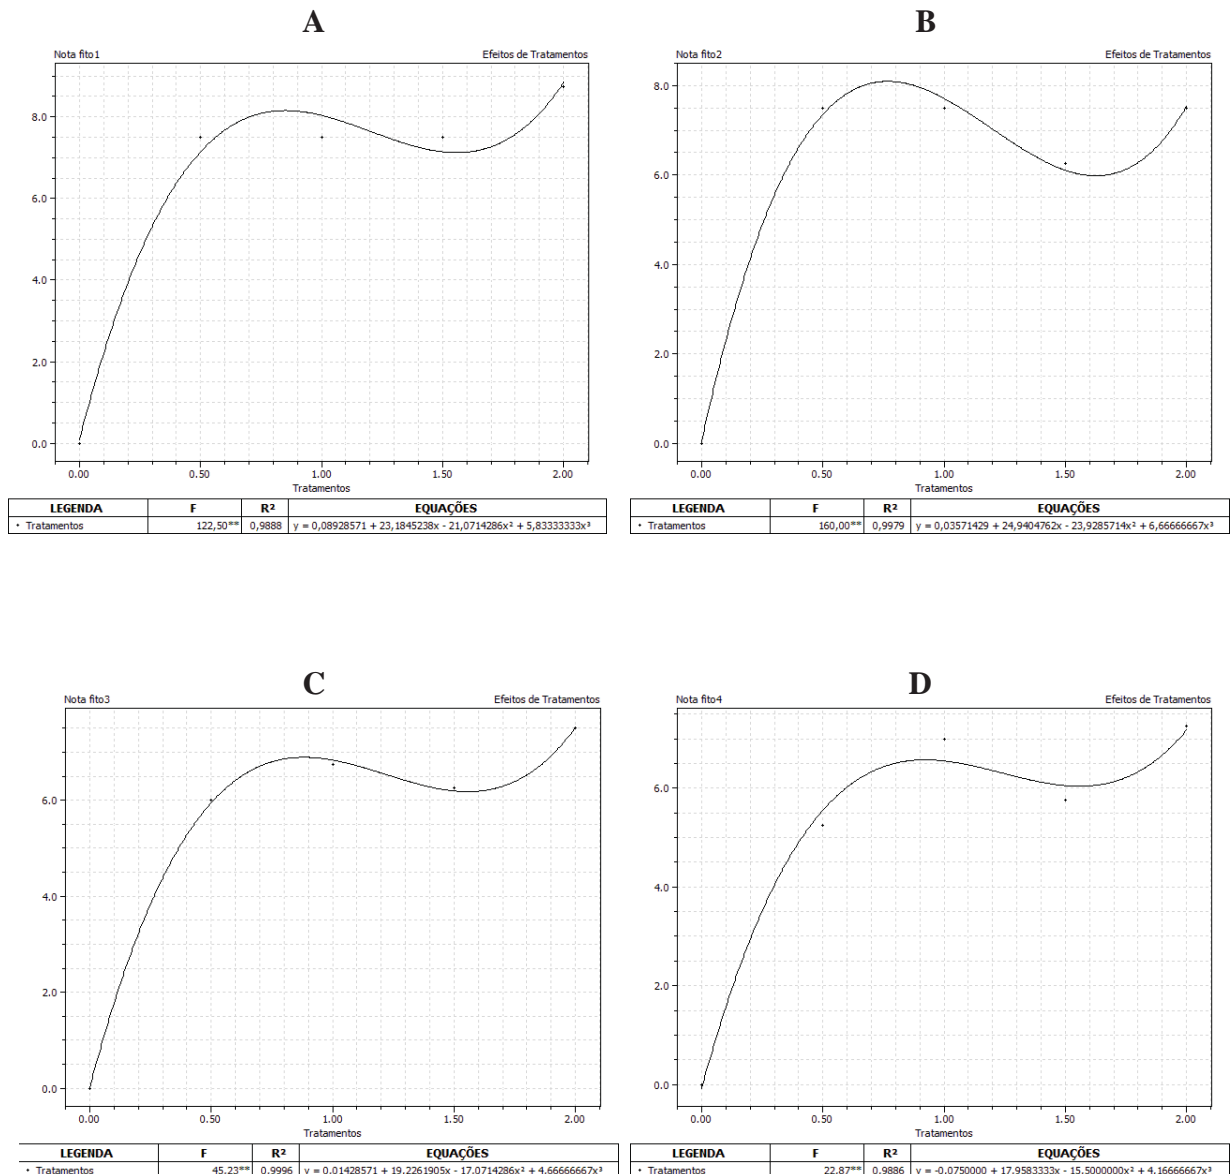 A
Nota fito1 Efeitos de Tratamentos
8.0
6.0
4.0
2.0
0.0
0.00 0.50 1.00 1.50 2.00
Tratamentos
LEGENDA F R² EQUAÇÕES
· Tratamentos 122,50** 0,9888 y = 0,08928571 + 23,1845238x - 21,0714286x² + 5,83333333x³
B
Nota fito2 Efeitos de Tratamentos
8.0
6.0
4.0
2.0
0.0
0.00 0.50 1.00 1.50 2.00
Tratamentos
LEGENDA F R² EQUAÇÕES
· Tratamentos 160,00** 0,9979 y = 0,03571429 + 24,9404762x - 23,9285714x² + 6,66666667x³
C
Nota fito3 Efeitos de Tratamentos
6.0
4.0
2.0
0.0
0.00 0.50 1.00 1.50 2.00
Tratamentos
LEGENDA F R² EQUAÇÕES
· Tratamentos 45,23** 0,9996 y = 0,01428571 + 19,2261905x - 17,0714286x² + 4,66666667x³
D
Nota fito4 Efeitos de Tratamentos
6.0
4.0
2.0
0.0
0.00 0.50 1.00 1.50 2.00
Tratamentos
LEGENDA F R² EQUAÇÕES
· Tratamentos 22,87** 0,9886 y = -0,0750000 + 17,9583333x - 15,5000000x² + 4,16666667x³